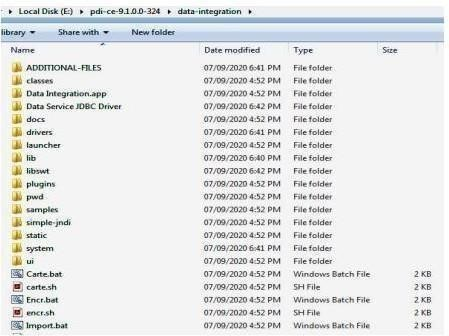 ▸ Local Disk (E:) ▸ pdi-ce-9.1.0.0-324 ▸ data-integration ▸
library ▾ Share with ▾ New folder
Name Date modified Type Size
ADDITIONAL-FILES 07/09/2020 6:41 PM File folder
classes 07/09/2020 4:52 PM File folder
Data Integration.app 07/09/2020 4:52 PM File folder
Data Service JDBC Driver 07/09/2020 6:42 PM File folder
docs 07/09/2020 4:52 PM File folder
drivers 07/09/2020 6:41 PM File folder
launcher 07/09/2020 4:52 PM File folder
lib 07/09/2020 6:40 PM File folder
libswt 07/09/2020 6:42 PM File folder
plugins 07/09/2020 4:52 PM File folder
pwd 07/09/2020 4:52 PM File folder
samples 07/09/2020 4:52 PM File folder
simple-jndi 07/09/2020 4:52 PM File folder
static 07/09/2020 4:52 PM File folder
system 07/09/2020 6:41 PM File folder
ui 07/09/2020 4:52 PM File folder
Carte.bat 07/09/2020 4:52 PM Windows Batch File 2 KB
carte.sh 07/09/2020 4:52 PM SH File 2 KB
Encr.bat 07/09/2020 4:52 PM Windows Batch File 2 KB
encr.sh 07/09/2020 4:52 PM SH File 2 KB
Import.bat 07/09/2020 4:52 PM Windows Batch File 2 KB